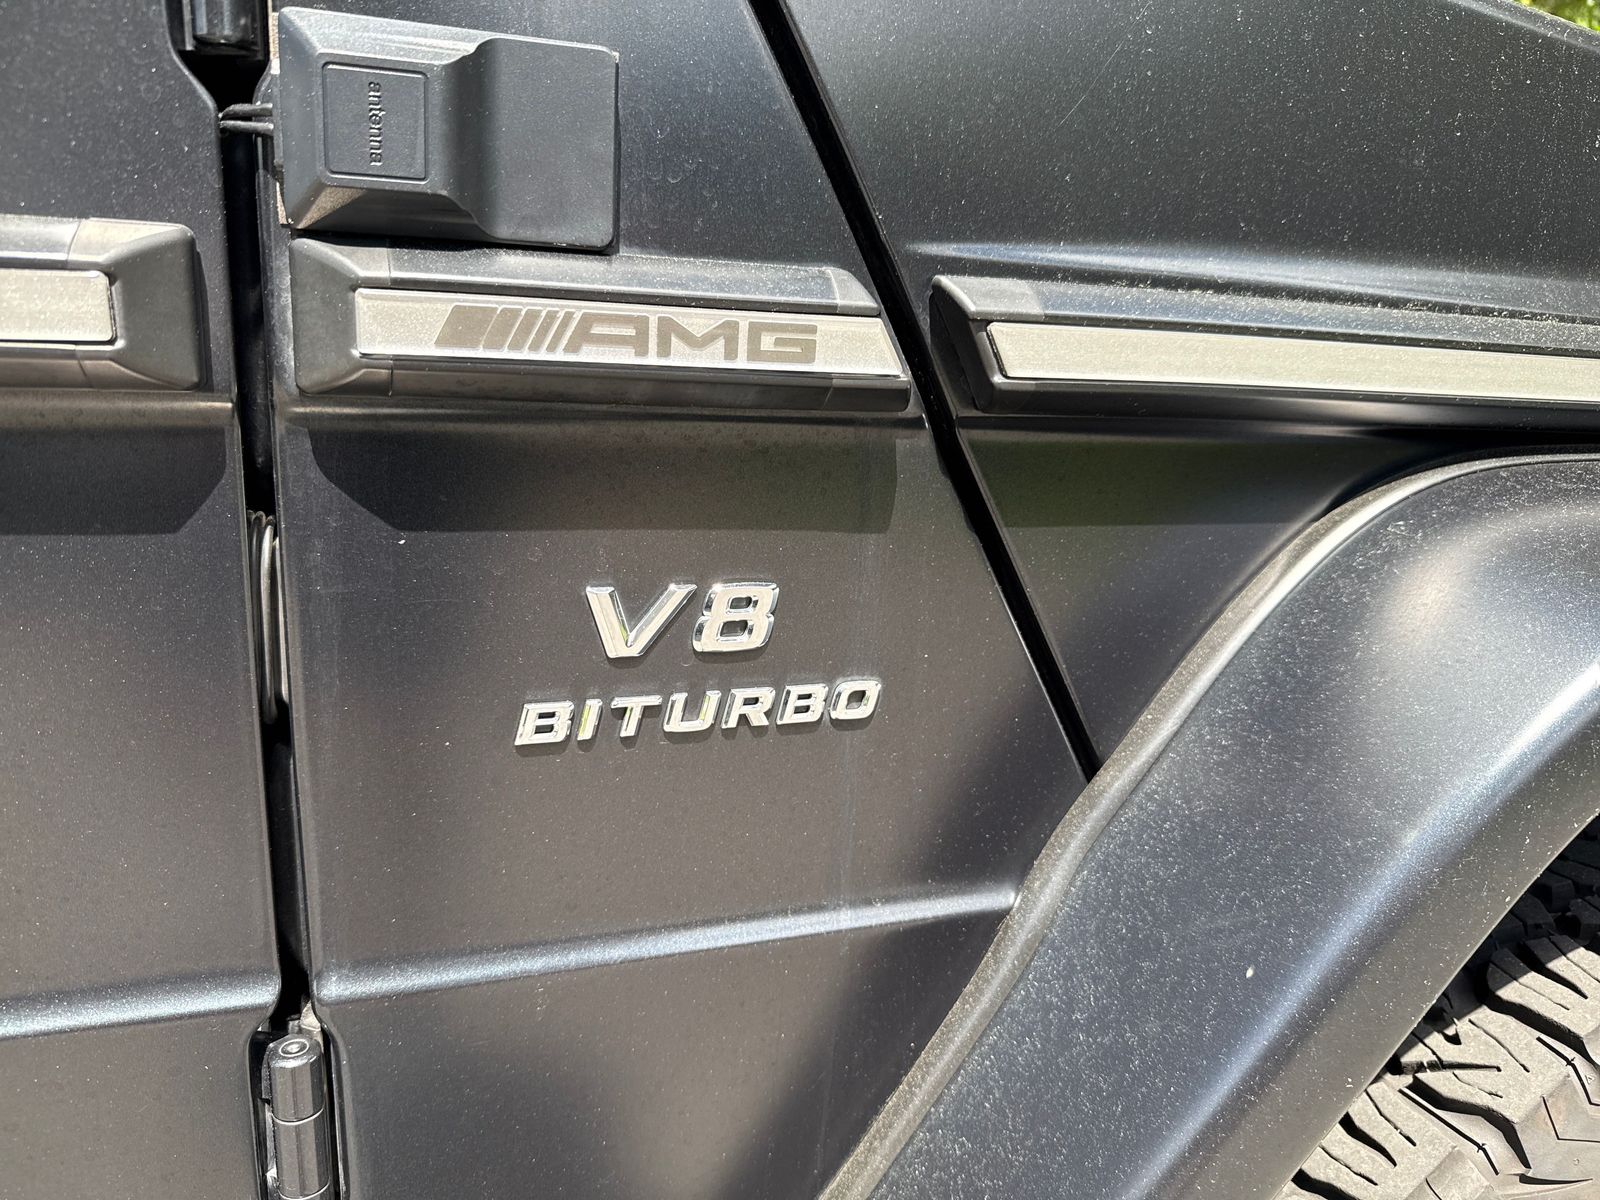 antenna
AMG
V8
BITURBO